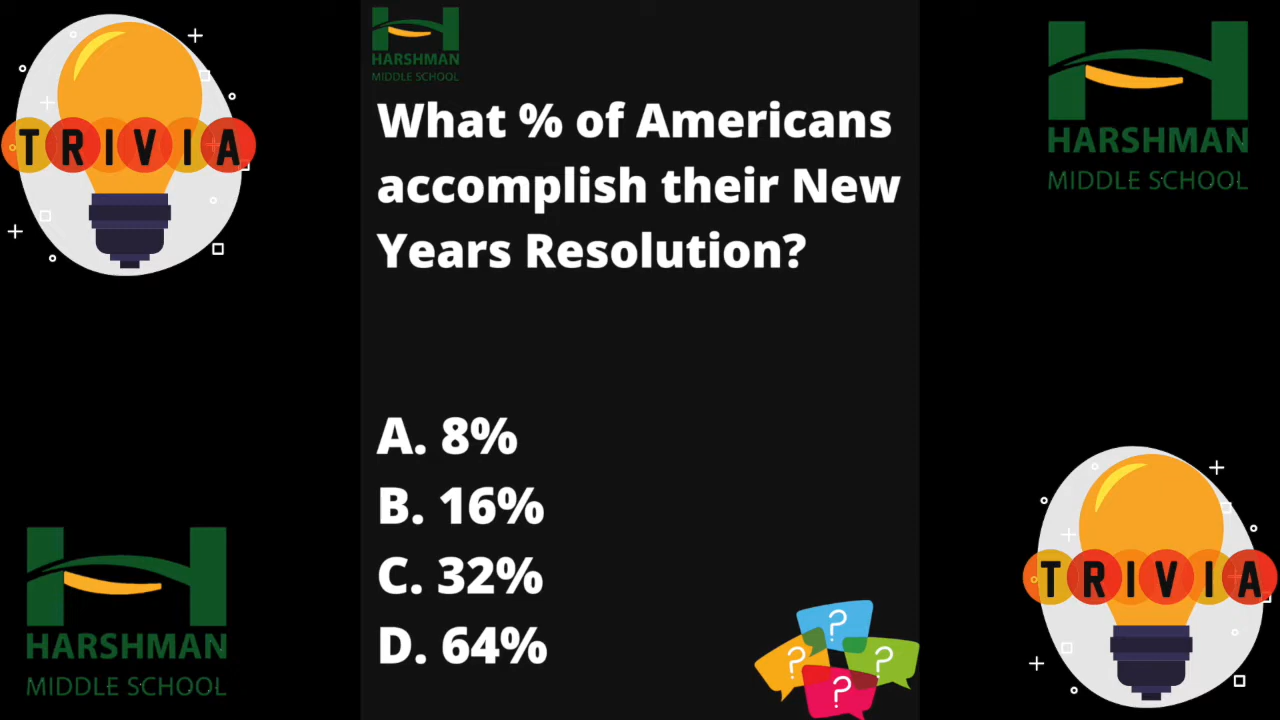 TRIVIA
HARSHMAN
MIDDLE SCHOOL
What % of Americans
accomplish their New
Years Resolution?
A. 8%
B. 16%
C. 32%
D. 64%
? ? ? ?
HARSHMAN
MIDDLE SCHOOL
HARSHMAN
MIDDLE SCHOOL
TRIVIA